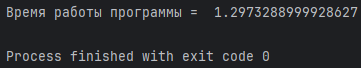 Время работы программы =  1.2973288999928627
Process finished with exit code 0